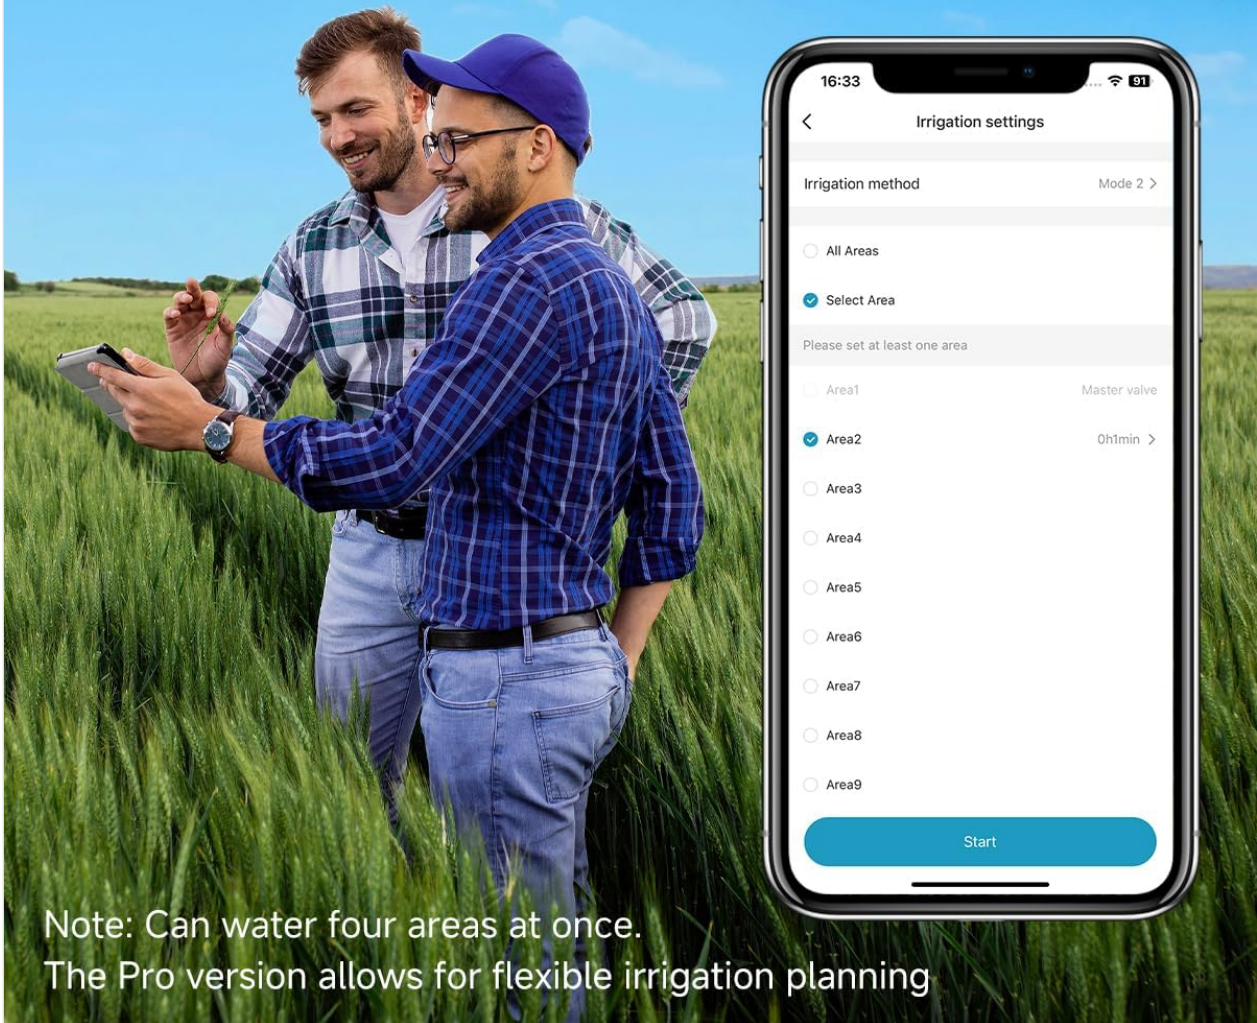 16:33
91
Irrigation settings
Irrigation method
Mode 2
All Areas
Select Area
Please set at least one area
Area1
Master valve
Area2
0h1min
Area3
Area4
Area5
Area6
Area7
Area8
Area9
Start
Note: Can water four areas at once.
The Pro version allows for flexible irrigation planning